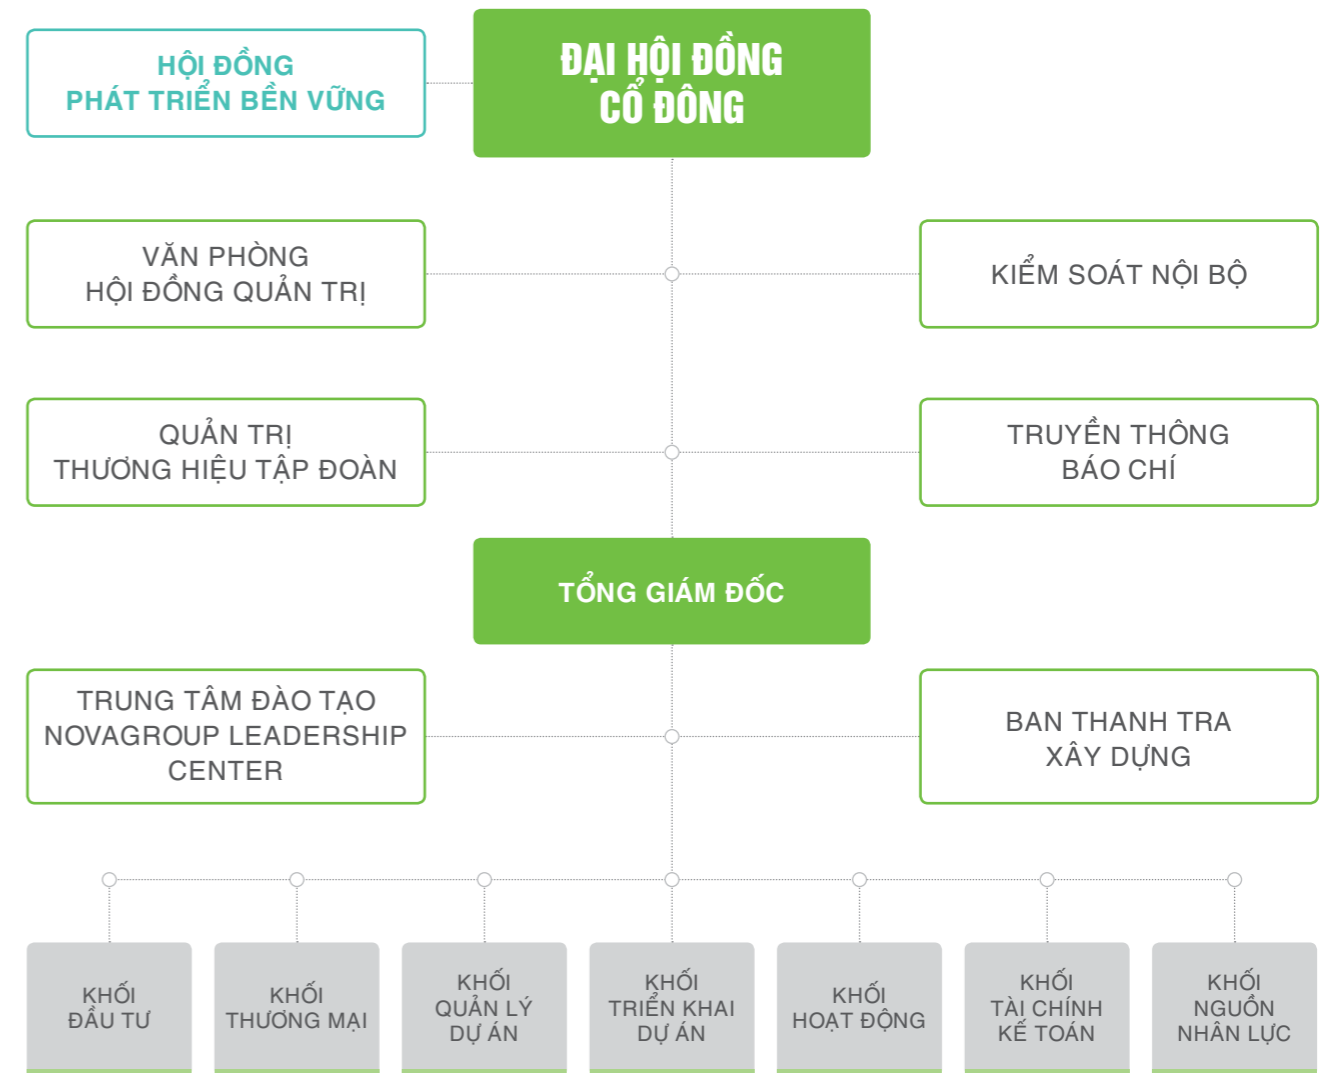 HỘI ĐỒNG
PHÁT TRIỂN BỀN VỮNG
ĐẠI HỘI ĐỒNG
CỔ ĐÔNG
VĂN PHÒNG
HỘI ĐỒNG QUẢN TRỊ
KIỂM SOÁT NỘI BỘ
QUẢN TRỊ
THƯƠNG HIỆU TẬP ĐOÀN
TRUYỀN THÔNG
BÁO CHÍ
TỔNG GIÁM ĐỐC
TRUNG TÂM ĐÀO TẠO
NOVAGROUP LEADERSHIP
CENTER
BAN THANH TRA
XÂY DỰNG
KHỐI
ĐẦU TƯ
KHỐI
THƯƠNG MẠI
KHỐI
QUẢN LÝ
DỰ ÁN
KHỐI
TRIỂN KHAI
DỰ ÁN
KHỐI
HOẠT ĐỘNG
KHỐI
TÀI CHÍNH
KẾ TOÁN
KHỐI
NGUỒN
NHÂN LỰC